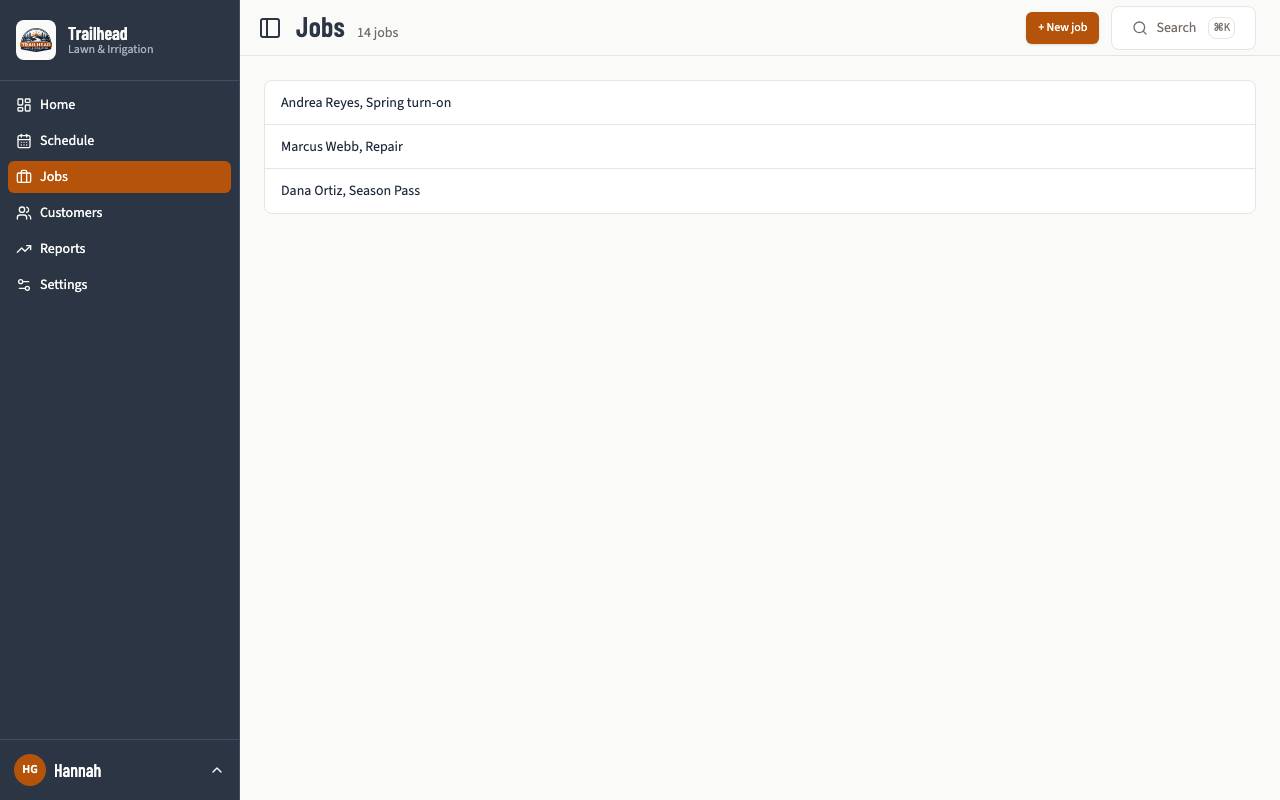 TRAILHEAD
Trailhead
Lawn & Irrigation
Home
Schedule
Jobs
Customers
Reports
Settings
HG Hannah
Jobs 14 jobs
+ New job
Search ⌘K
Andrea Reyes, Spring turn-on
Marcus Webb, Repair
Dana Ortiz, Season Pass